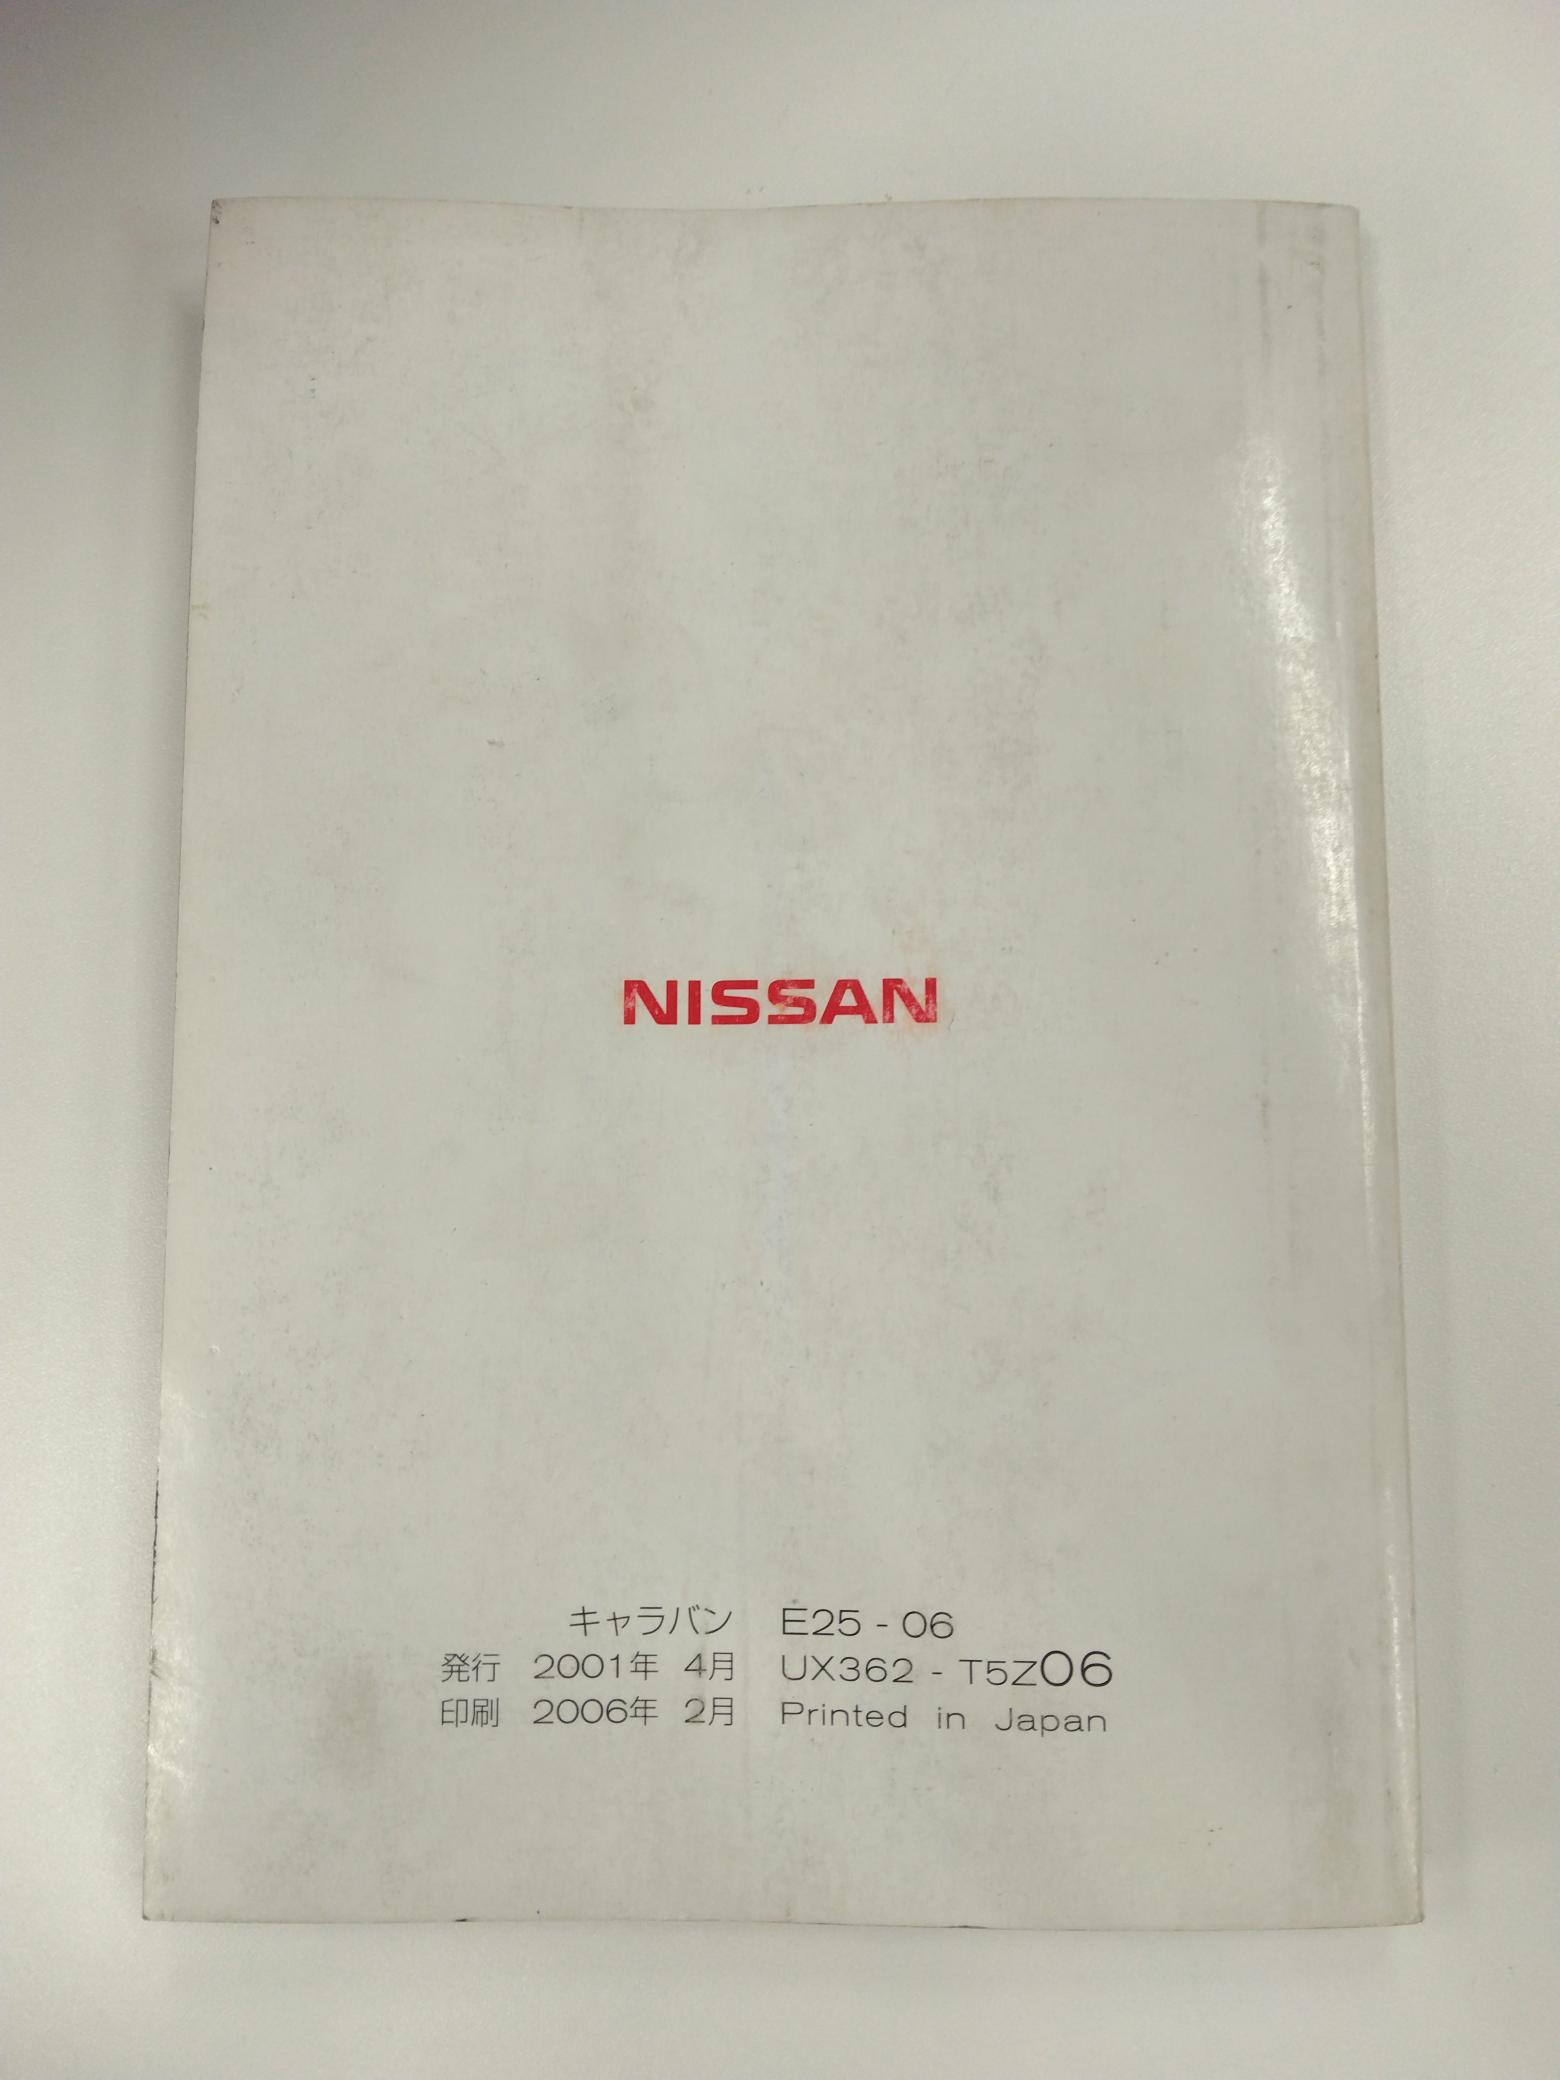 NISSAN
キャラバン E25 - 06
発行 2001年 4月 UX362 - T5Z06
印刷 2006年 2月 Printed in Japan